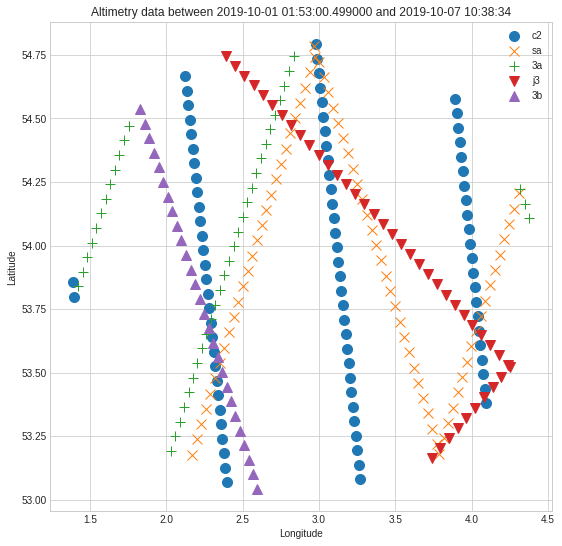 Altimetry data between 2019-10-01 01:53:00.499000 and 2019-10-07 10:38:34
c2
sa
3a
j3
3b
54.75
54.50
54.25
54.00
53.75
53.50
53.25
53.00
Latitude
1.5 2.0 2.5 3.0 3.5 4.0 4.5
Longitude